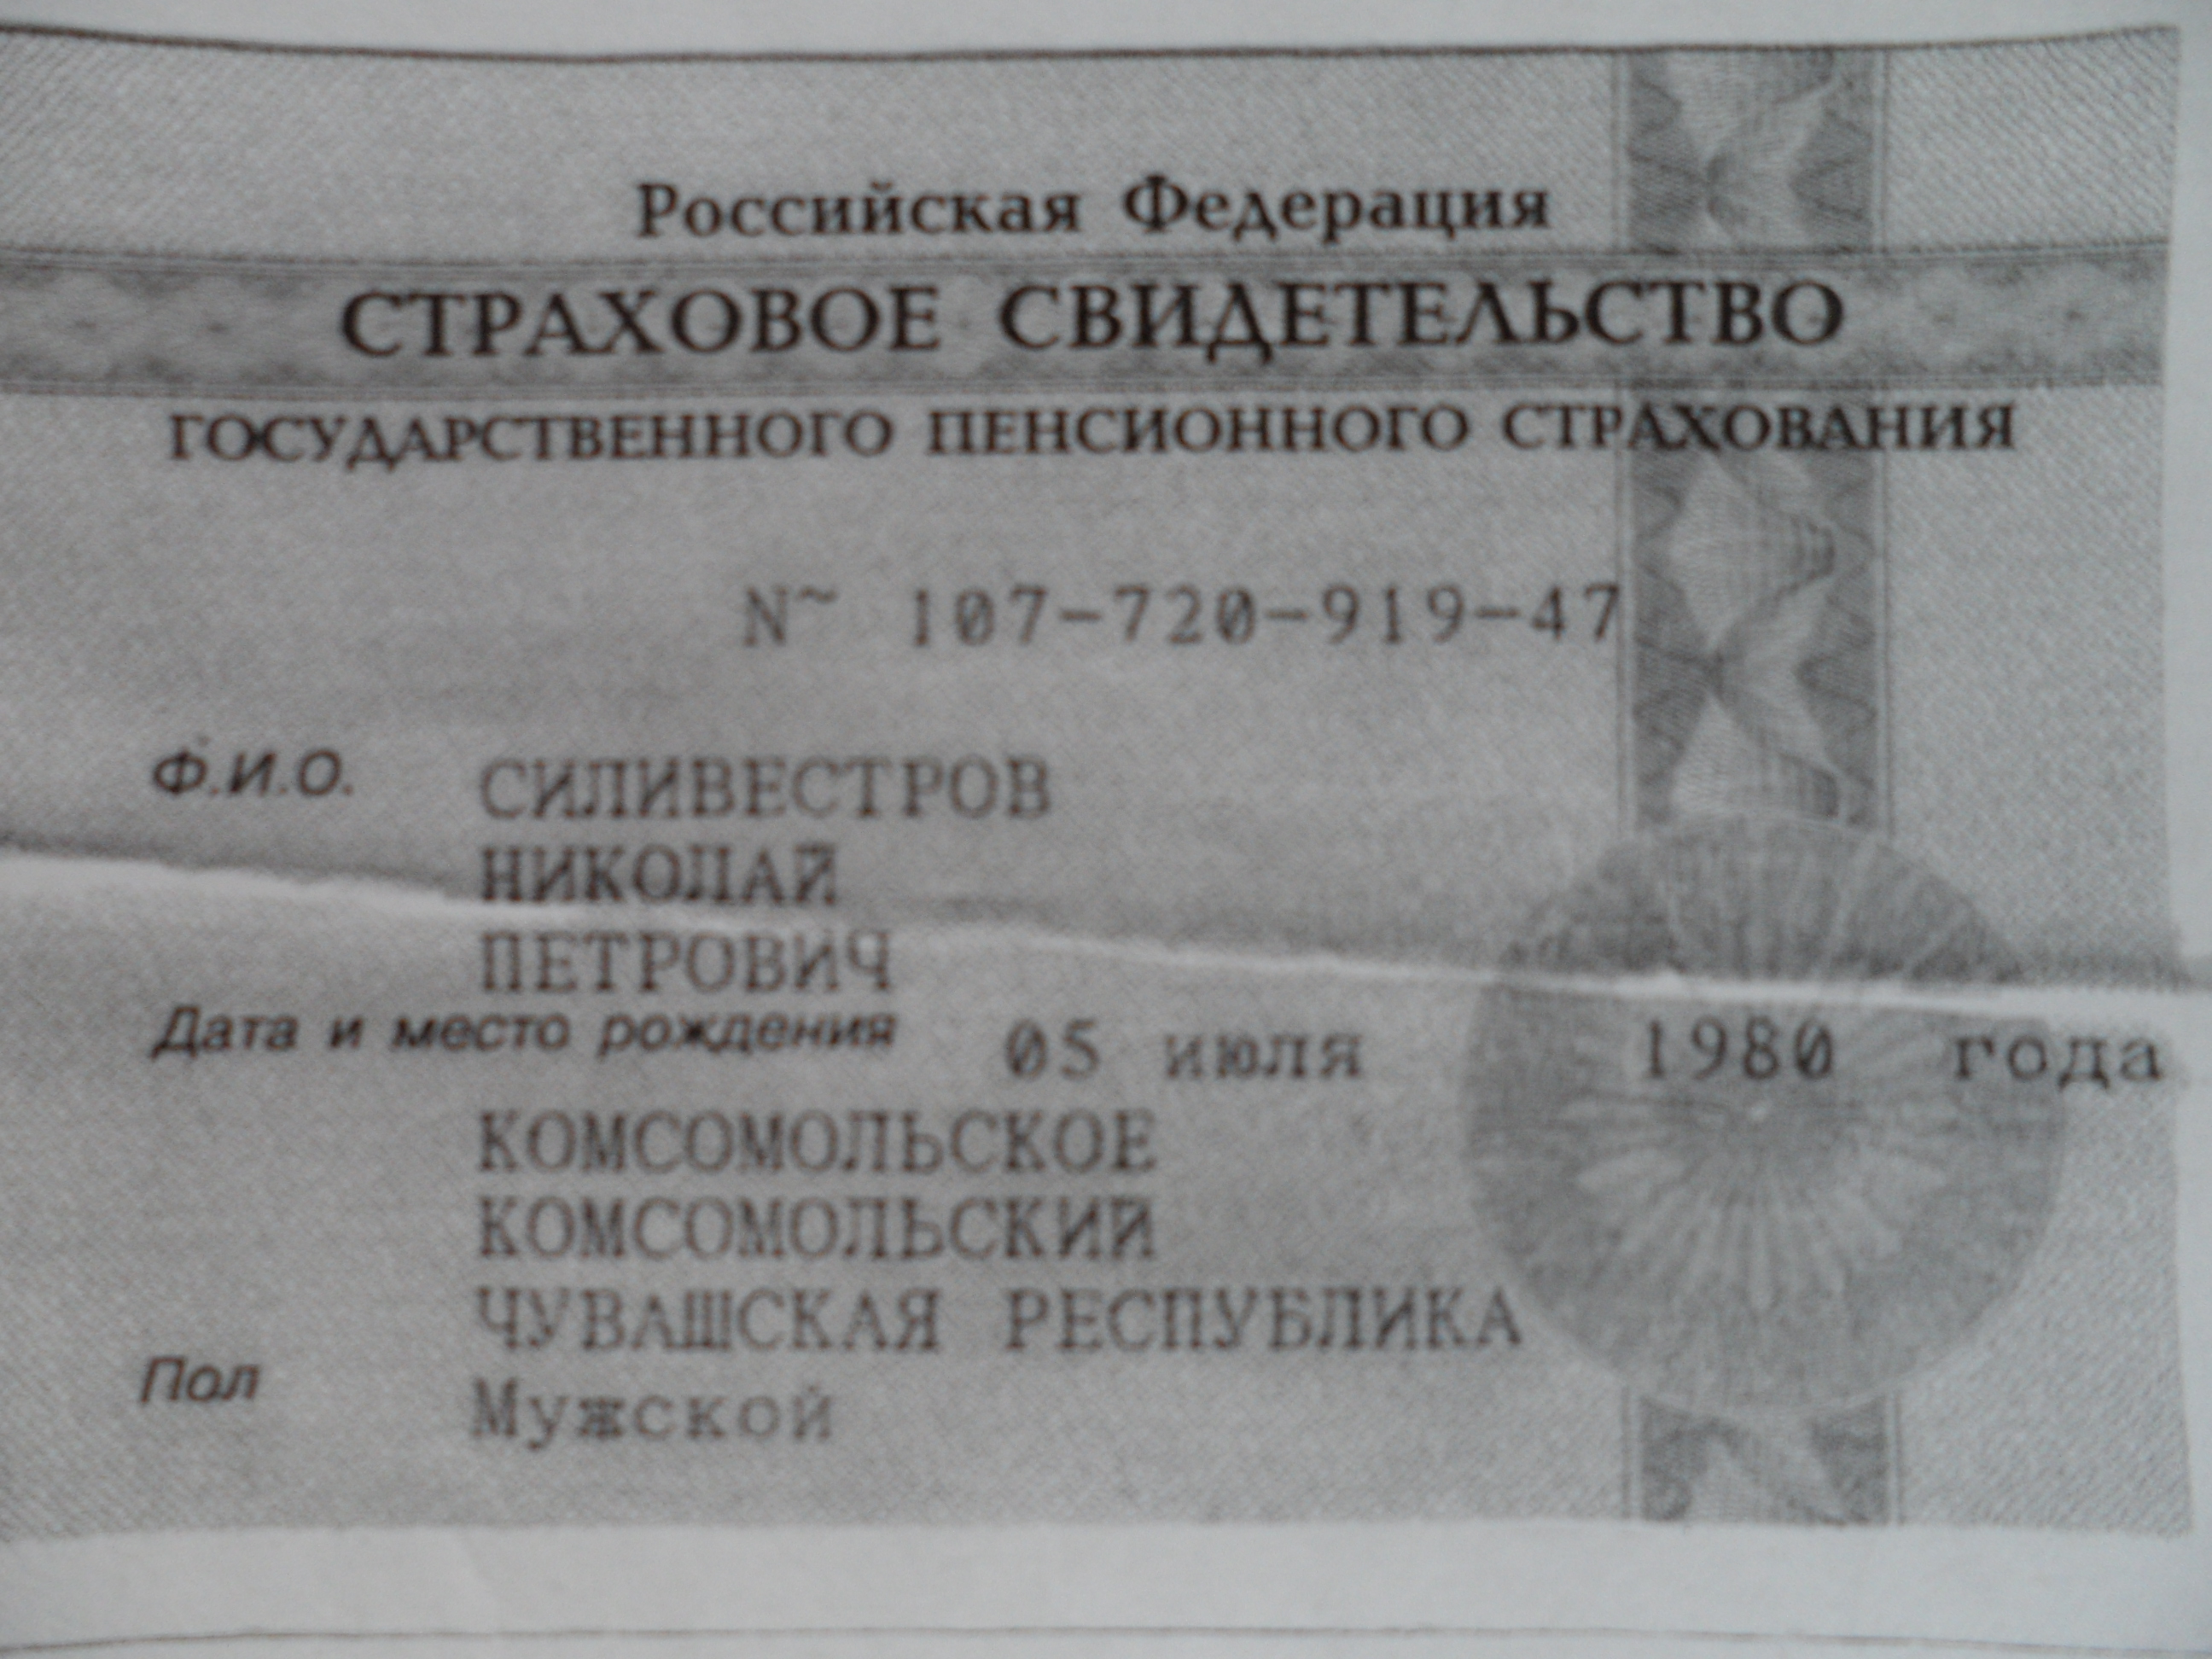 Российская Федерация
СТРАХОВОЕ СВИДЕТЕЛЬСТВО
ГОСУДАРСТВЕННОГО ПЕНСИОННОГО СТРАХОВАНИЯ
N~ 107-720-919-47
Ф.И.О. СИЛИВЕСТРОВ
НИКОЛАЙ
ПЕТРОВИЧ
Дата и место рождения 05 июля 1980 года
КОМСОМОЛЬСКОЕ
КОМСОМОЛЬСКИЙ
ЧУВАШСКАЯ РЕСПУБЛИКА
Пол Мужской